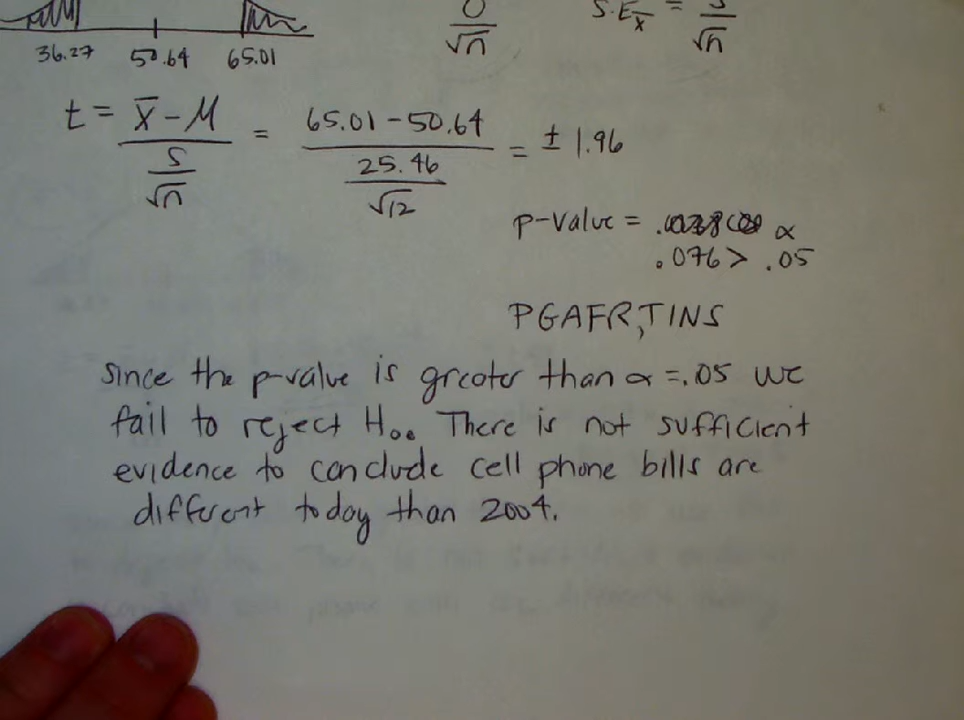 σ/√n S.E.x̄ = S/√n
36.27 50.64 65.01
t = (x̄ - M)/(S/√n) = (65.01 - 50.64)/(25.46/√12) = ± 1.96
p-value = α
.076 > .05
PGAFR,TINS
Since the p-value is greater than α =.05 we
fail to reject H₀. There is not sufficient
evidence to conclude cell phone bills are
different today than 2004.